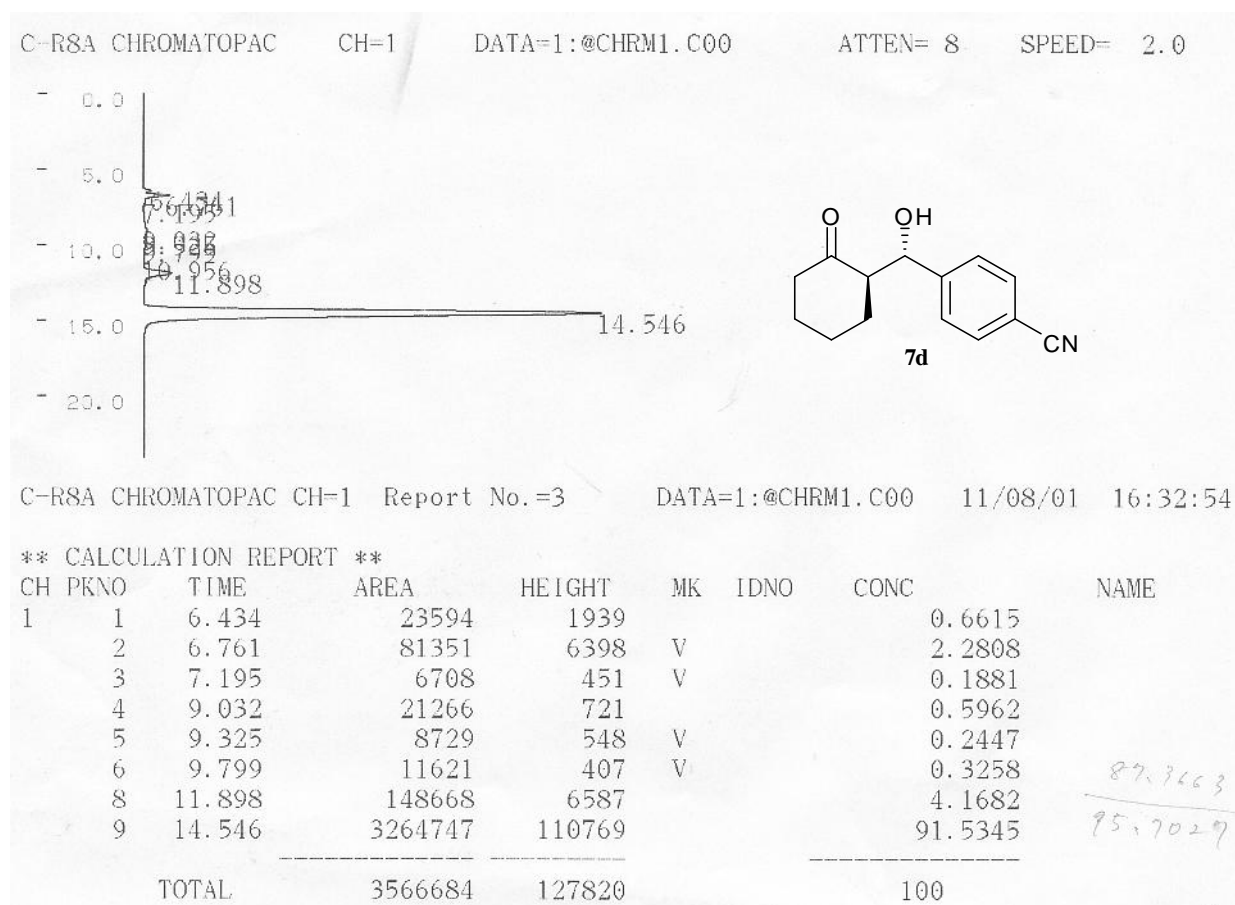 C-R8A CHROMATOPAC CH=1 DATA=1:@CHRM1.C00 ATTEN= 8 SPEED= 2.0
0.0
5.0
7.195
10.0
10.956
11.898
14.546
15.0
20.0
O OH
CN
7d
C-R8A CHROMATOPAC CH=1 Report No.=3 DATA=1:@CHRM1.C00 11/08/01 16:32:54
** CALCULATION REPORT **
CH PKNO TIME AREA HEIGHT MK IDNO CONC NAME
1 1 6.434 23594 1939 0.6615
2 6.761 81351 6398 V 2.2808
3 7.195 6708 451 V 0.1881
4 9.032 21266 721 0.5962
5 9.325 8729 548 V 0.2447
6 9.799 11621 407 V 0.3258
8 11.898 148668 6587 4.1682
9 14.546 3264747 110769 91.5345
87.3663
95.7027
TOTAL 3566684 127820 100